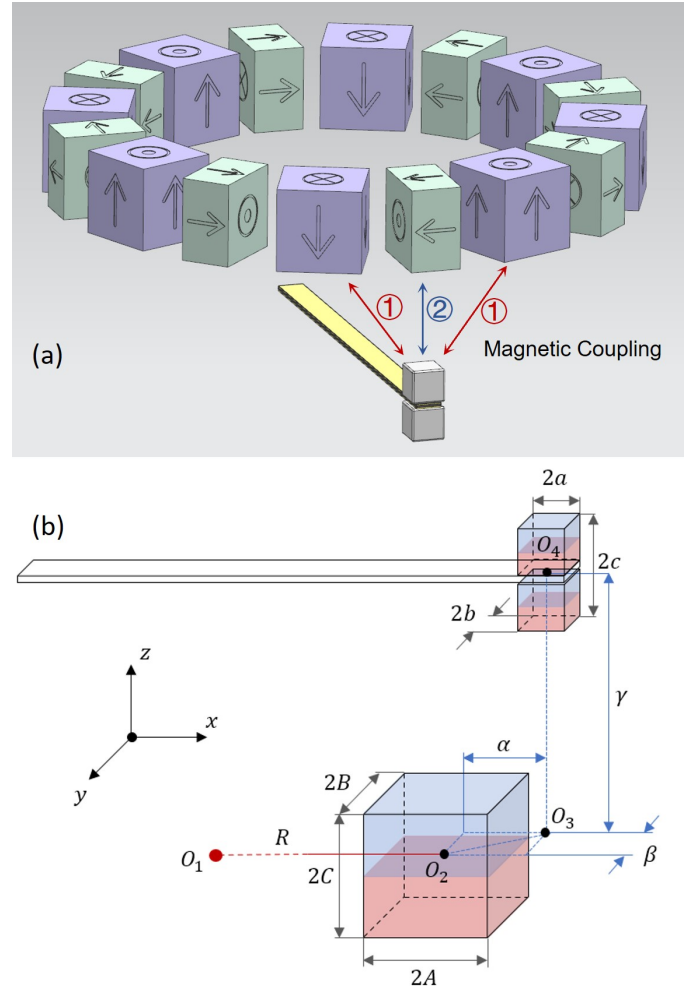 ① ② ①
(a) Magnetic Coupling
(b)
2a
O₄
2c
2b
z
x
y
γ
α
2B
O₃
O₁ R O₂ β
2C
2A